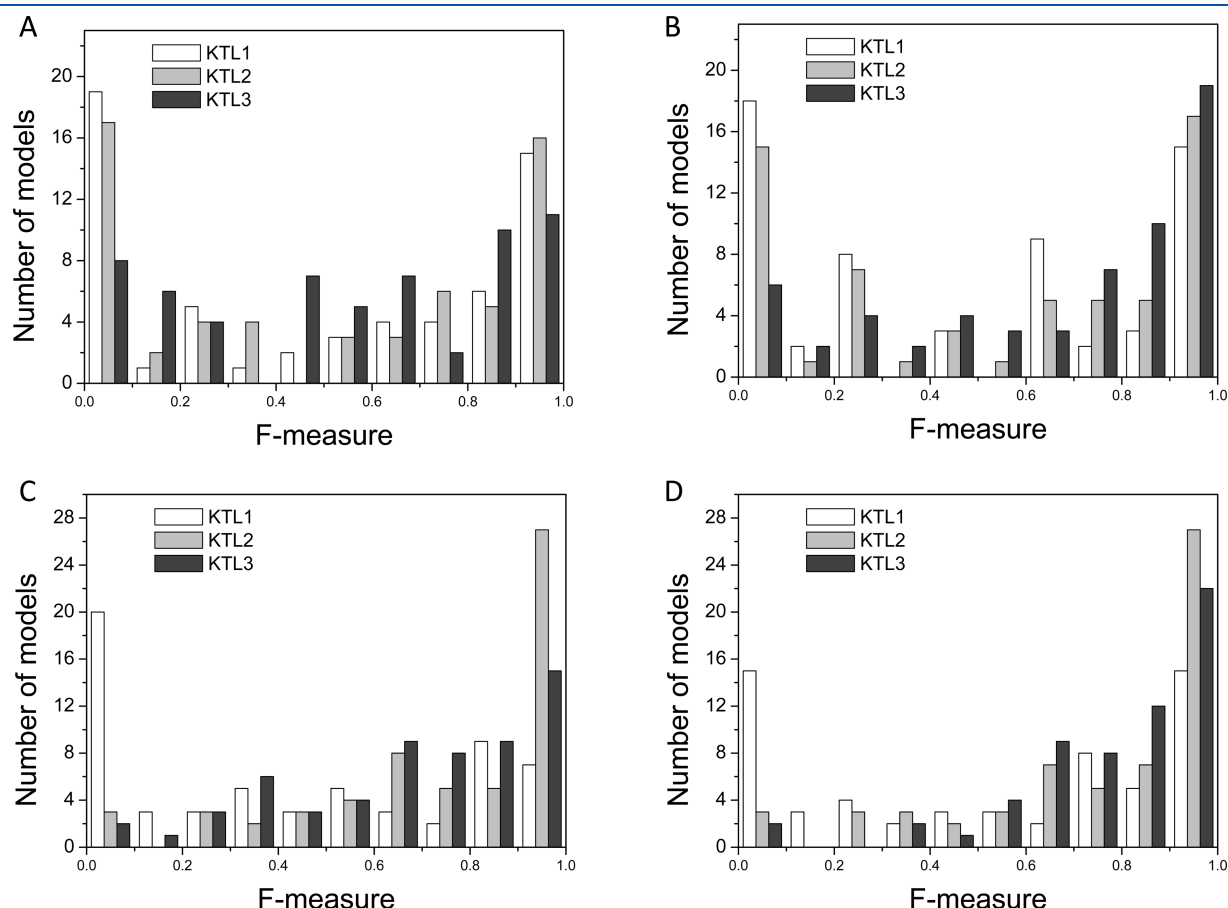 A
KTL1
KTL2
KTL3
Number of models
20
16
12
8
4
0
0.0 0.2 0.4 0.6 0.8 1.0
F-measure
B
KTL1
KTL2
KTL3
Number of models
20
16
12
8
4
0
0.0 0.2 0.4 0.6 0.8 1.0
F-measure
C
KTL1
KTL2
KTL3
Number of models
28
24
20
16
12
8
4
0
0.0 0.2 0.4 0.6 0.8 1.0
F-measure
D
KTL1
KTL2
KTL3
Number of models
28
24
20
16
12
8
4
0
0.0 0.2 0.4 0.6 0.8 1.0
F-measure